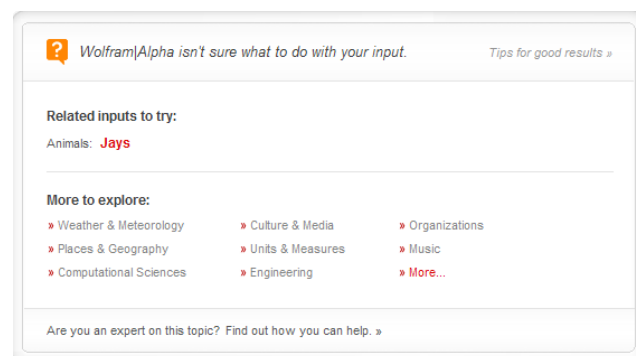 Wolfram|Alpha isn't sure what to do with your input. Tips for good results »
Related inputs to try:
Animals: Jays
More to explore:
» Weather & Meteorology » Culture & Media » Organizations
» Places & Geography » Units & Measures » Music
» Computational Sciences » Engineering » More...
Are you an expert on this topic? Find out how you can help. »